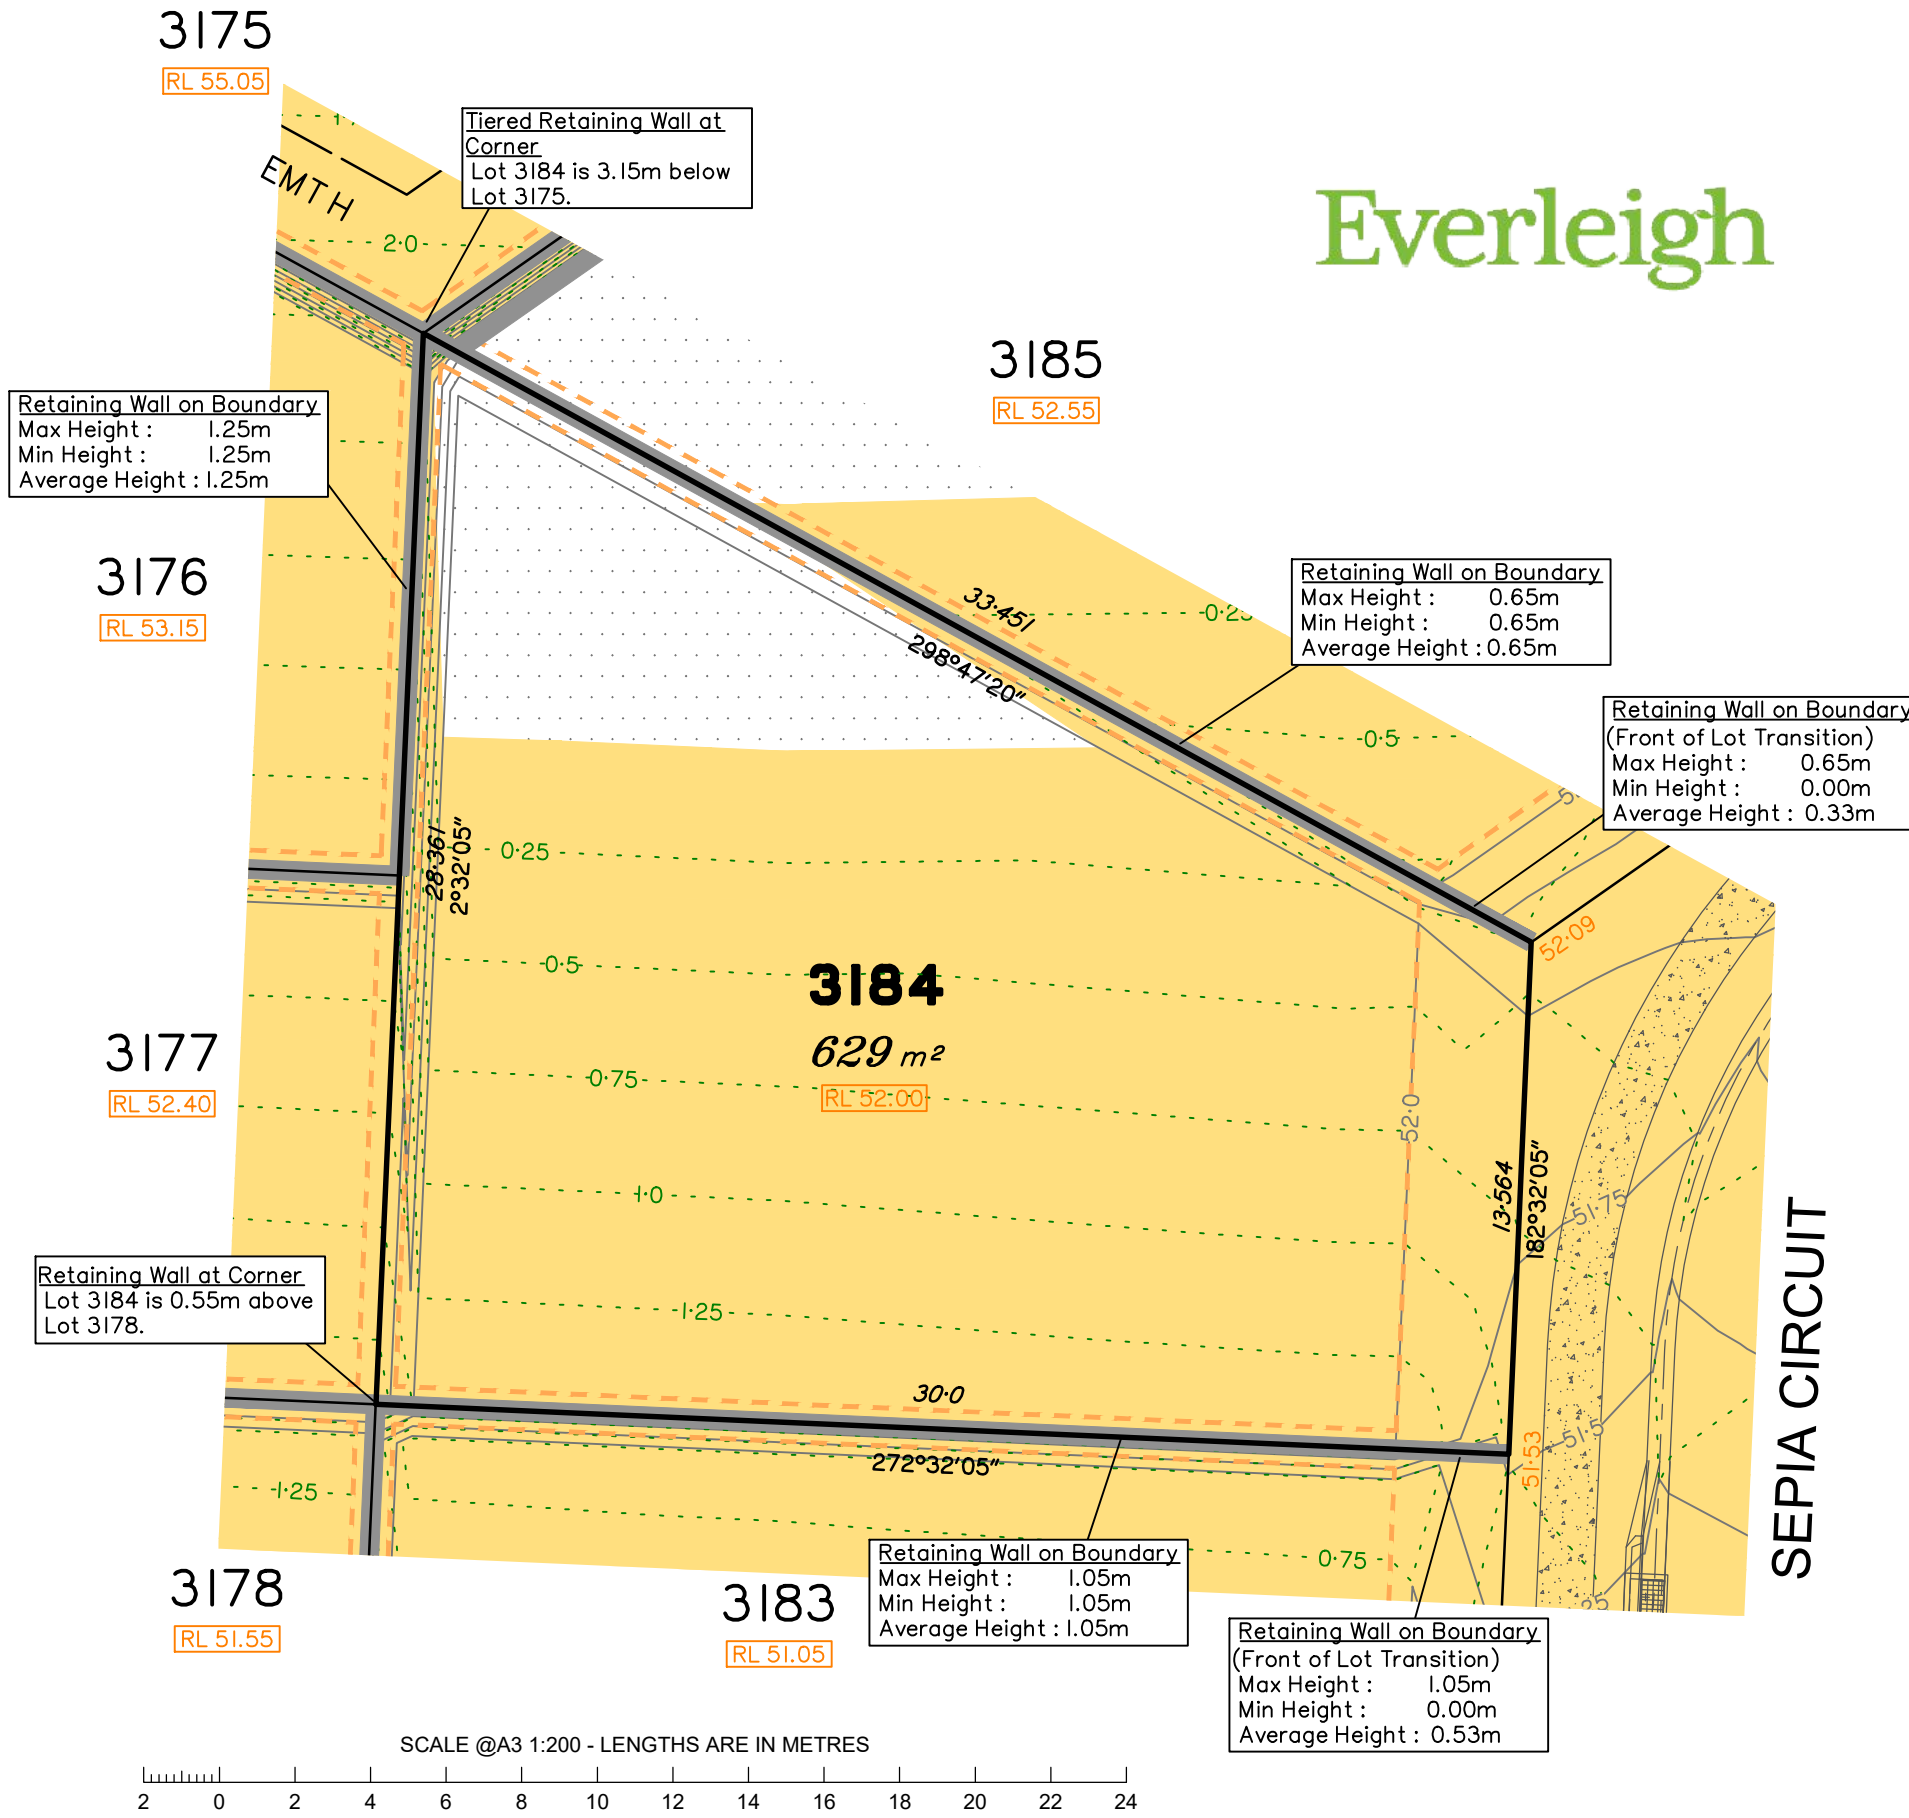 3175
RL 55.05
Tiered Retaining Wall at
Corner
Lot 3184 is 3.15m below
Lot 3175.
EMT H
2·0
Everleigh
3185
RL 52.55
Retaining Wall on Boundary
Max Height : 1.25m
Min Height : 1.25m
Average Height : 1.25m
3176
RL 53.15
33·451
298°47'20"
0·25
Retaining Wall on Boundary
Max Height : 0.65m
Min Height : 0.65m
Average Height : 0.65m
0·5
Retaining Wall on Boundary
(Front of Lot Transition)
Max Height : 0.65m
Min Height : 0.00m
Average Height : 0.33m
28·361
2°32'05"
0·25
0·5
3184
629 m²
RL 52.00
52·09
3177
RL 52.40
0·75
52·0
13·564
182°32'05"
51·75
1·0
SEPIA CIRCUIT
Retaining Wall at Corner
Lot 3184 is 0.55m above
Lot 3178.
1·25
30·0
272°32'05"
51·53
51·5
1·25
0·75
25
3178
RL 51.55
3183
RL 51.05
Retaining Wall on Boundary
Max Height : 1.05m
Min Height : 1.05m
Average Height : 1.05m
Retaining Wall on Boundary
(Front of Lot Transition)
Max Height : 1.05m
Min Height : 0.00m
Average Height : 0.53m
SCALE @A3 1:200 - LENGTHS ARE IN METRES
2 0 2 4 6 8 10 12 14 16 18 20 22 24